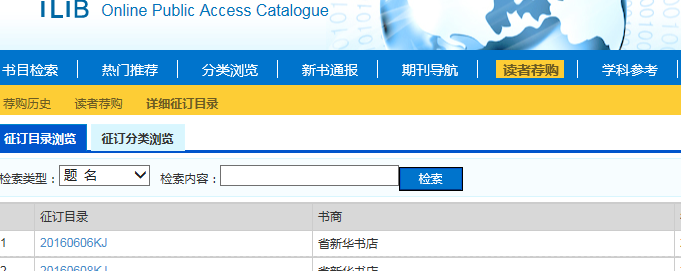 iLiB Online Public Access Catalogue
书目检索 热门推荐 分类浏览 新书通报 期刊导航 读者荐购 学科参考
荐购历史 读者荐购 详细征订目录
征订目录浏览 征订分类浏览
检索类型： 题 名 检索内容： 检索
征订目录 书商
1 20160606KJ 省新华书店
2 20160608KJ 省新华书店